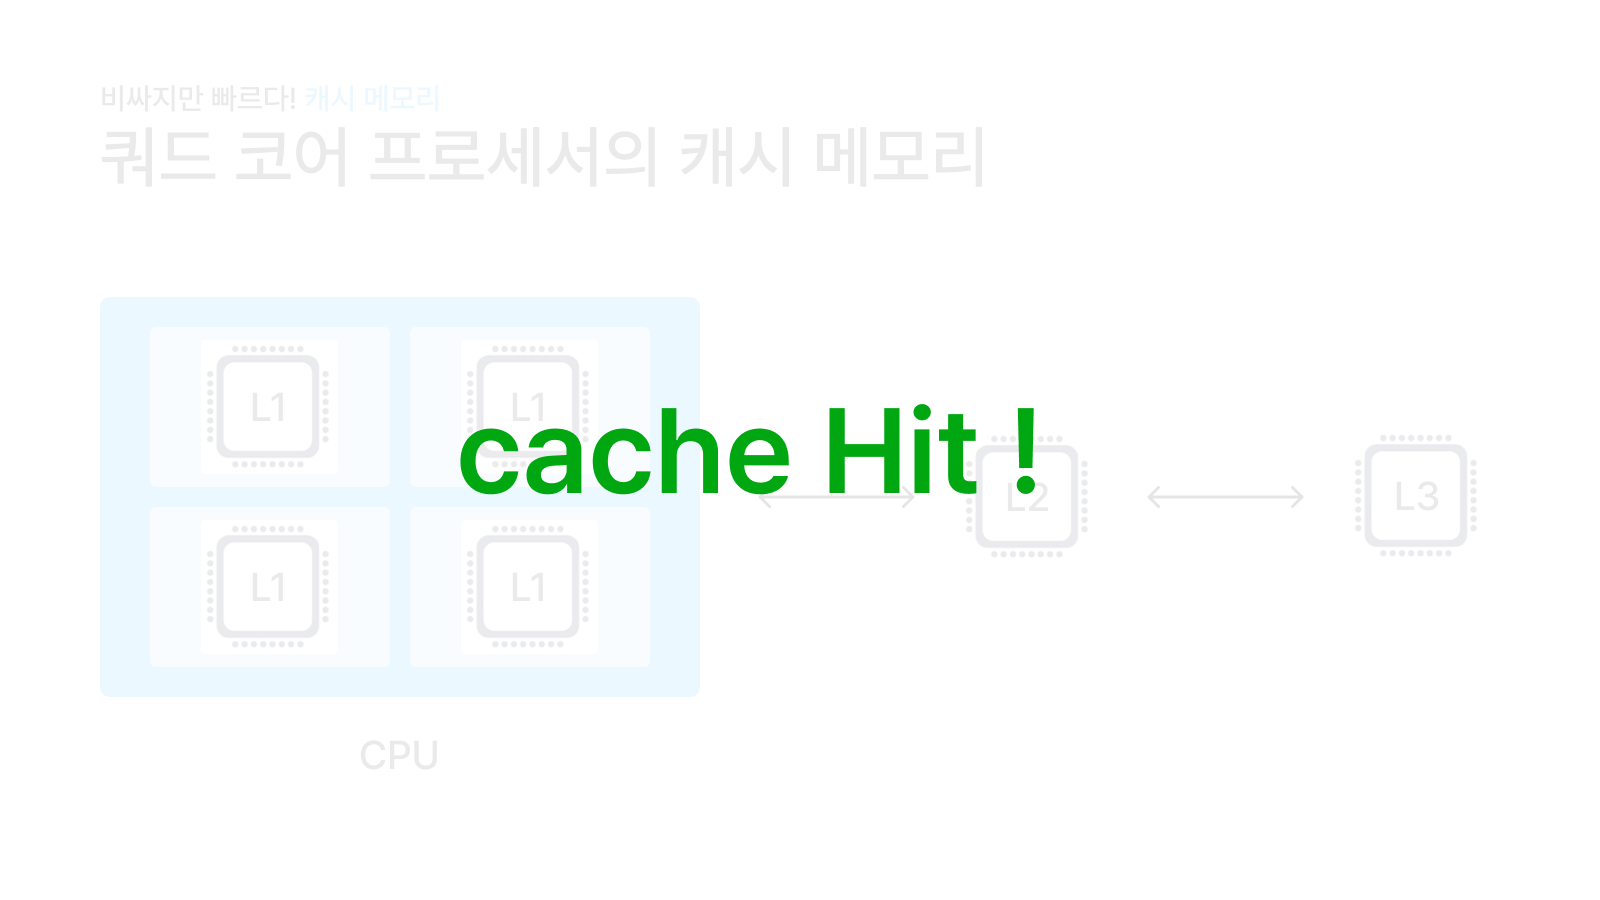 비싸지만 빠르다! 캐시 메모리
쿼드 코어 프로세서의 캐시 메모리
L1
L1
cache Hit !
L2
L3
L1
L1
CPU